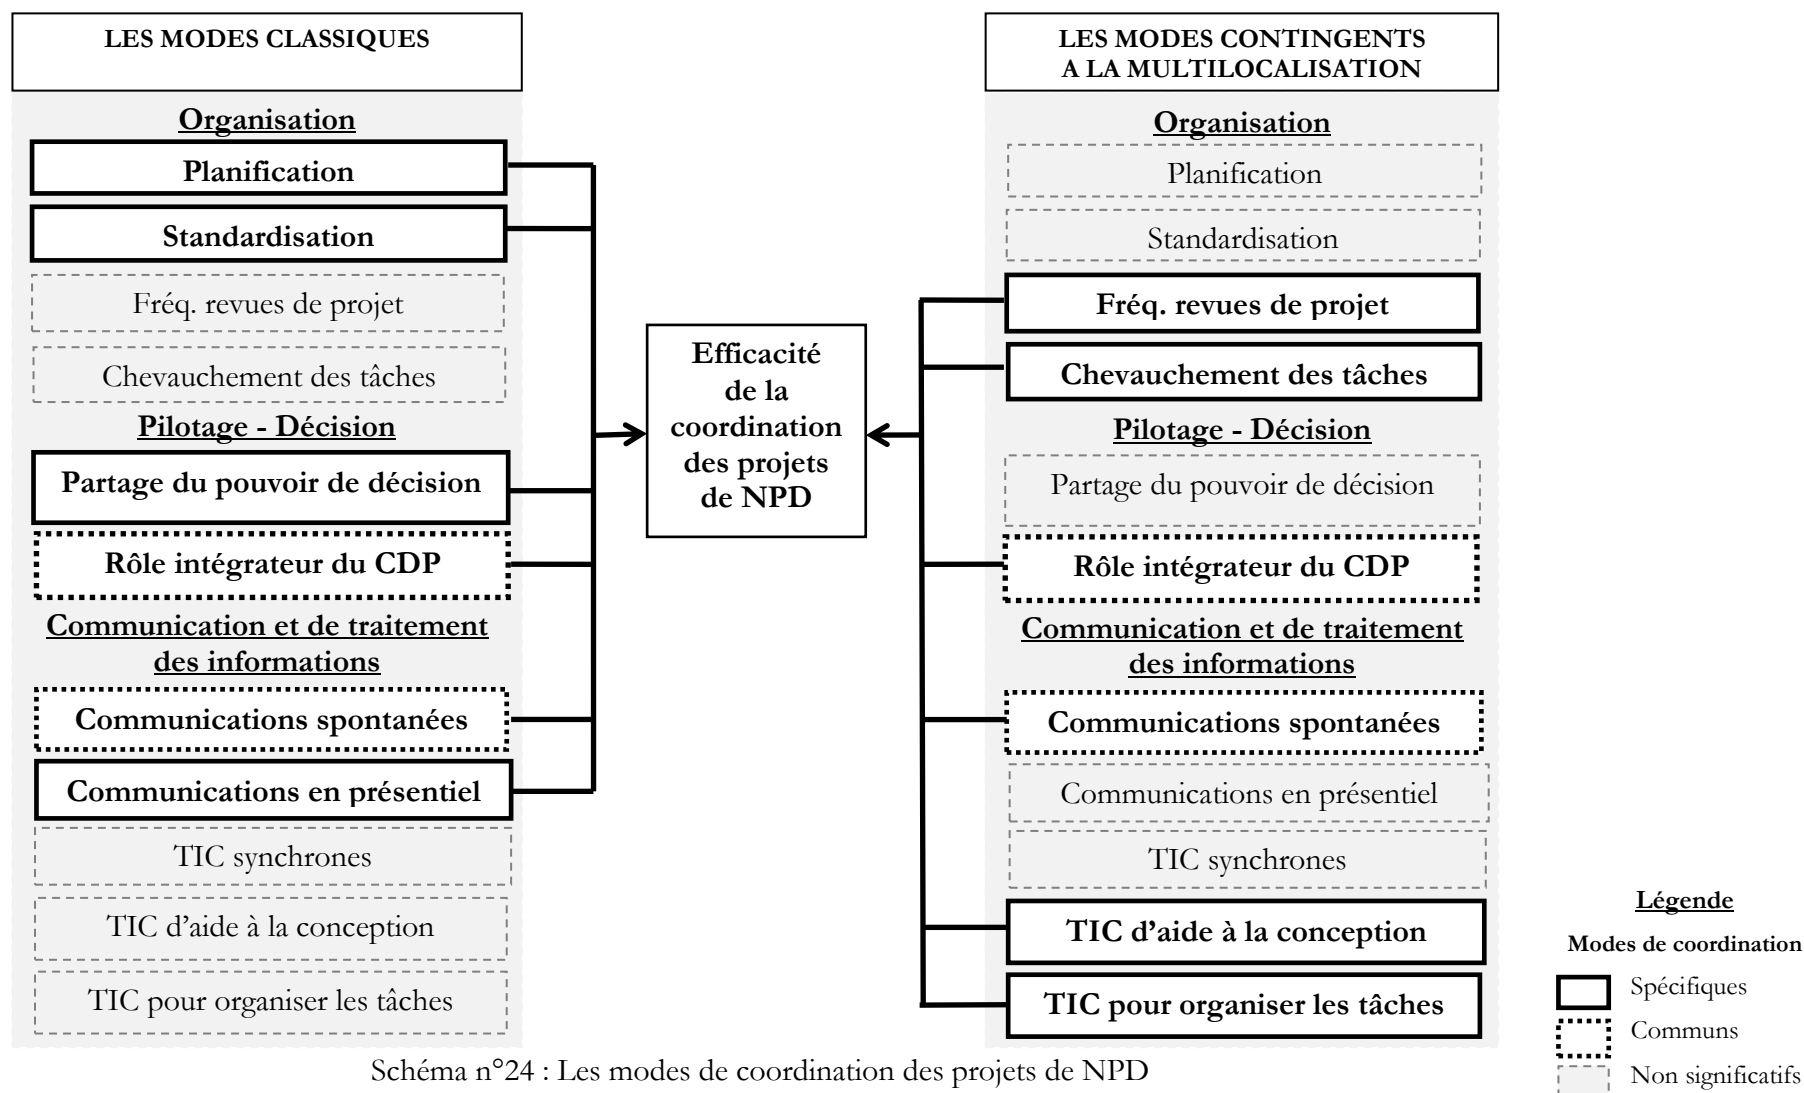 LES MODES CLASSIQUES
Organisation
Planification
Standardisation
Fréq. revues de projet
Chevauchement des tâches
Pilotage - Décision
Partage du pouvoir de décision
Rôle intégrateur du CDP
Communication et de traitement
des informations
Communications spontanées
Communications en présentiel
TIC synchrones
TIC d’aide à la conception
TIC pour organiser les tâches
Efficacité
de la
coordination
des projets
de NPD
LES MODES CONTINGENTS
A LA MULTILOCALISATION
Organisation
Planification
Standardisation
Fréq. revues de projet
Chevauchement des tâches
Pilotage - Décision
Partage du pouvoir de décision
Rôle intégrateur du CDP
Communication et de traitement
des informations
Communications spontanées
Communications en présentiel
TIC synchrones
TIC d’aide à la conception
TIC pour organiser les tâches
Légende
Modes de coordination
Spécifiques
Communs
Non significatifs
Schéma n°24 : Les modes de coordination des projets de NPD